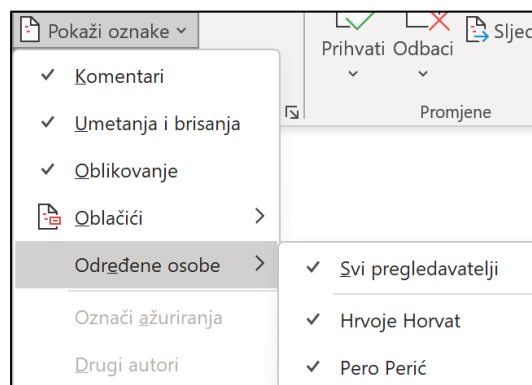 Pokaži oznake
Komentari
Umetanja i brisanja
Oblikovanje
Oblačići
Određene osobe
Označi ažuriranja
Drugi autori
Prihvati
Odbaci
Promjene
Svi pregledavatelji
Hrvoje Horvat
Pero Perić